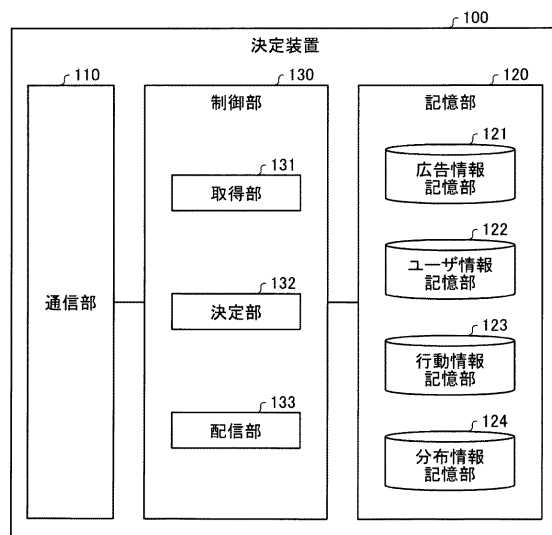 100
決定装置
110
130
120
通信部
制御部
131
取得部
132
決定部
133
配信部
記憶部
121
広告情報
記憶部
122
ユーザ情報
記憶部
123
行動情報
記憶部
124
分布情報
記憶部